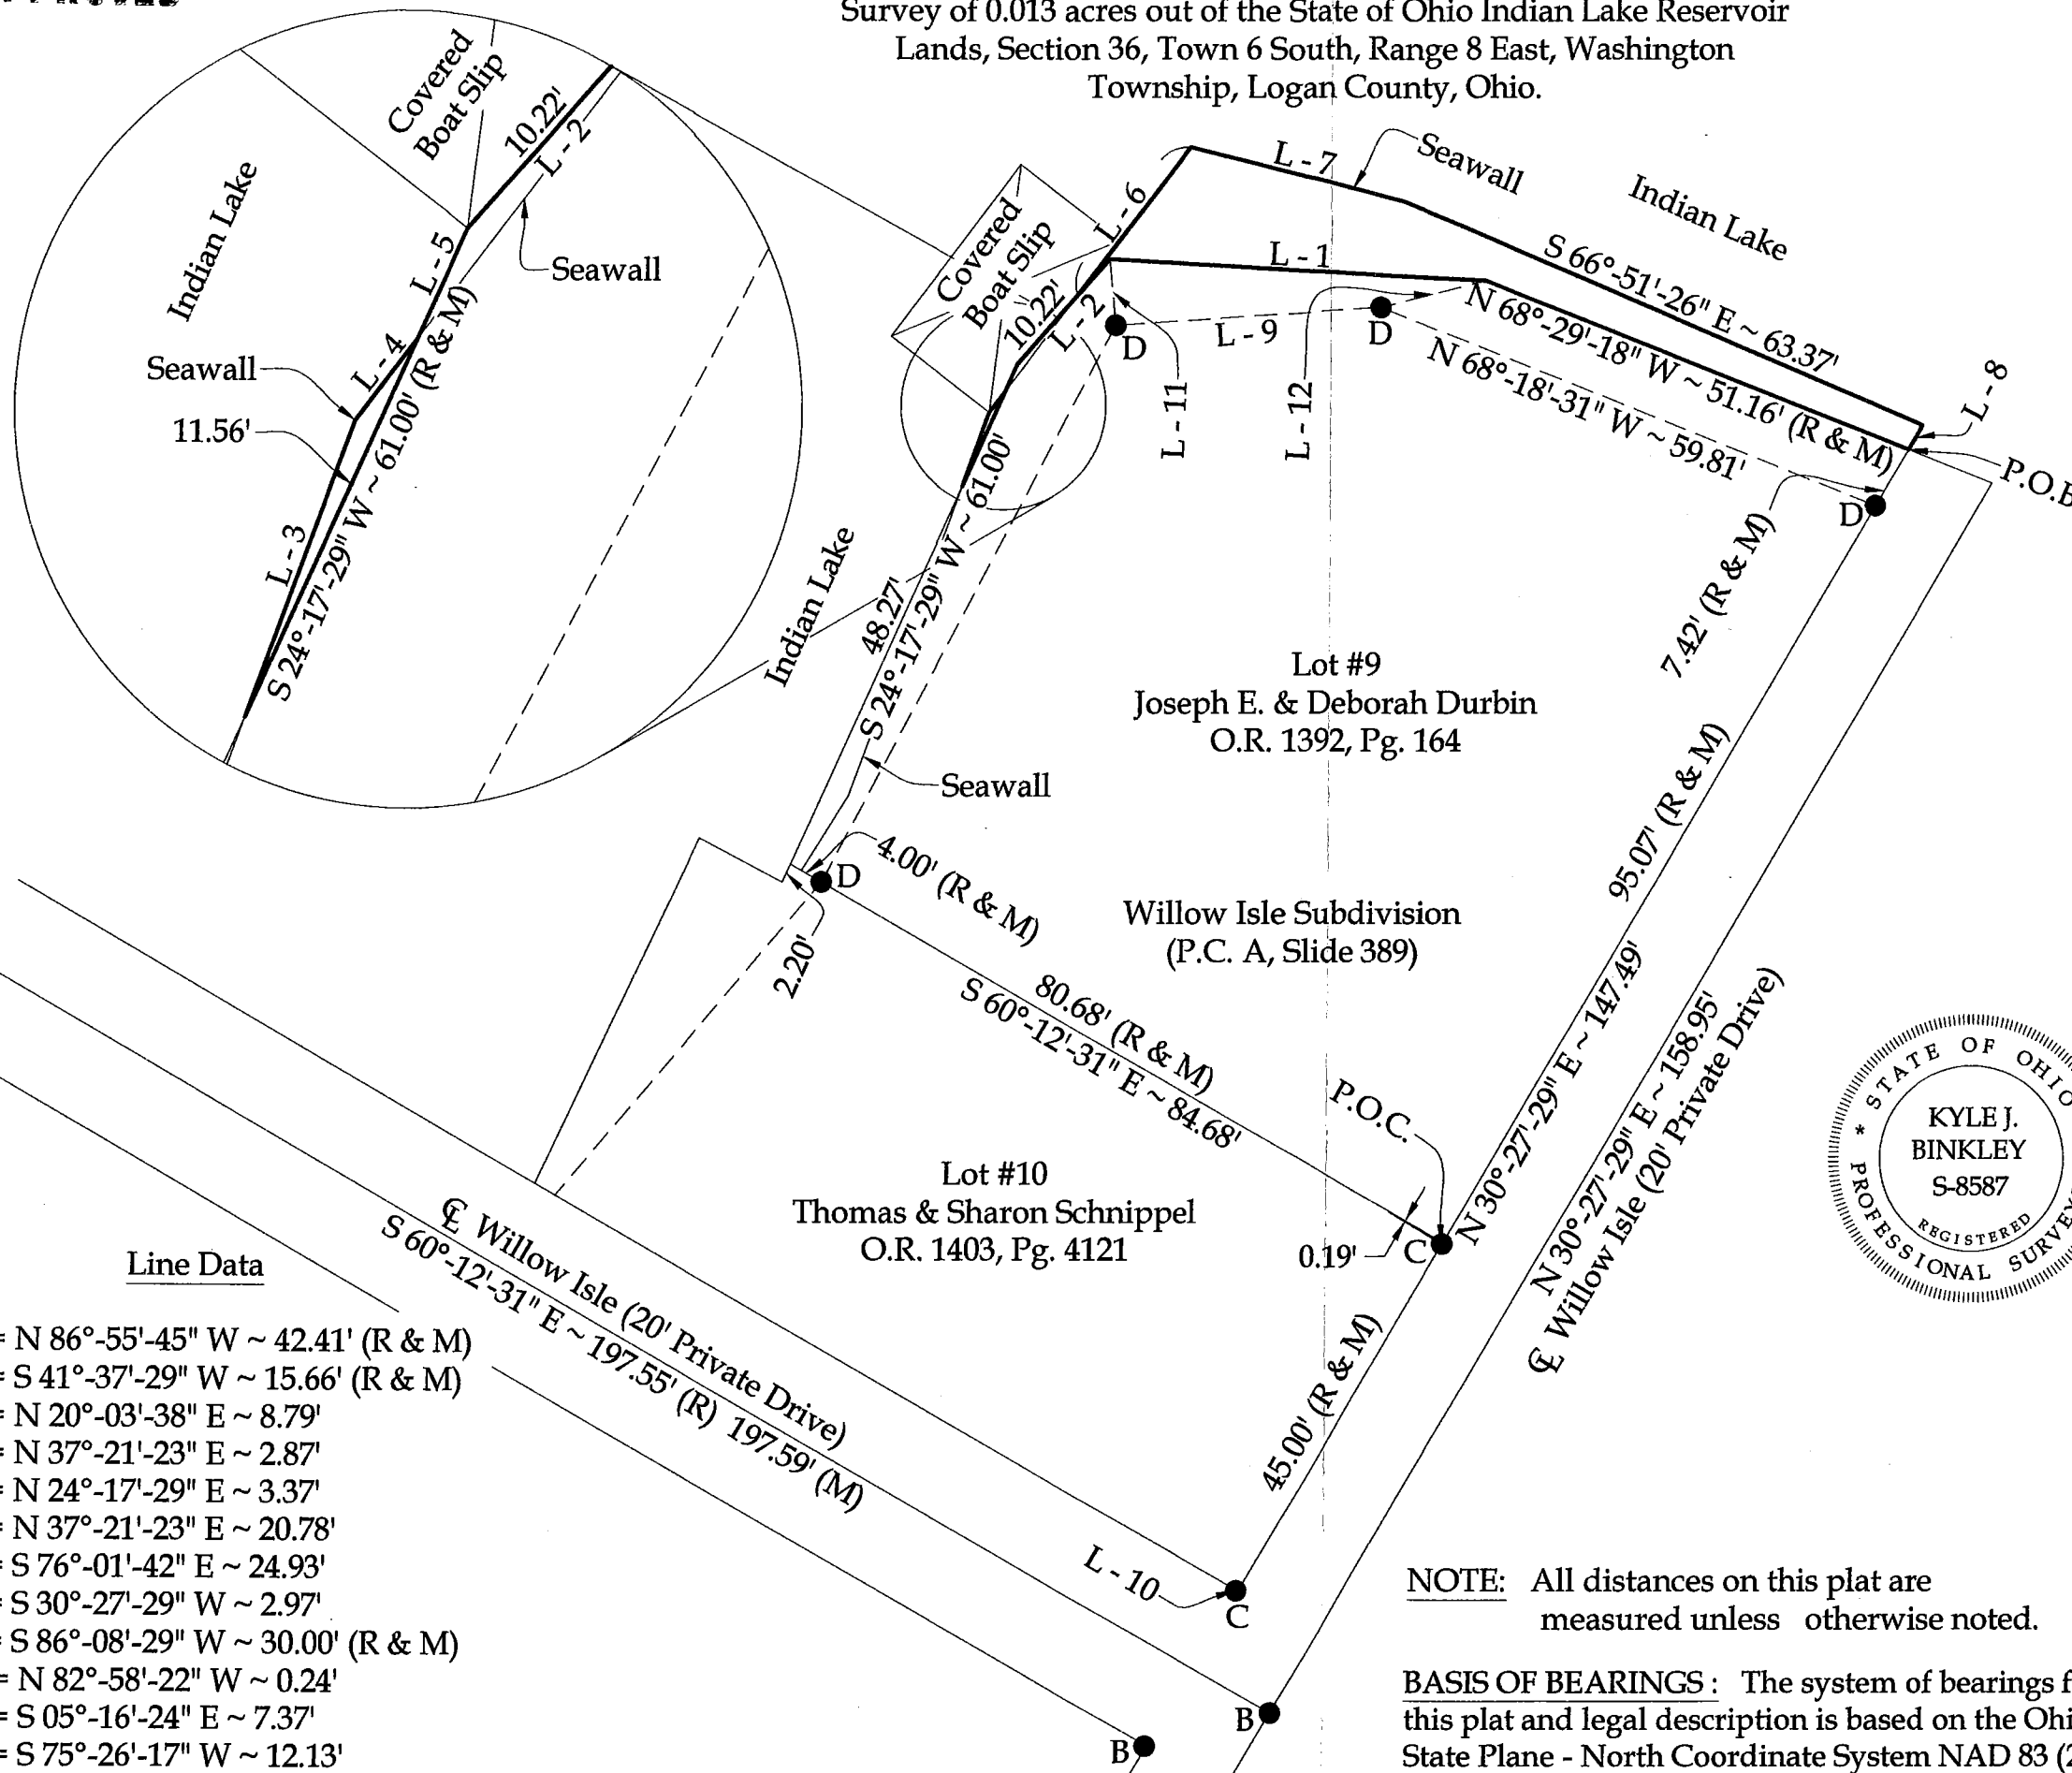 Survey of 0.013 acres out of the State of Ohio Indian Lake Reservoir
Lands, Section 36, Town 6 South, Range 8 East, Washington
Township, Logan County, Ohio.
Covered
Boat Slip
10.22'
L - 2
Indian Lake
L - 5
Seawall
L - 4
Seawall
11.56'
L - 3
S 24°-17'-29" W ~ 61.00' (R & M)
Covered
Boat Slip
L - 6
L - 7
Seawall
Indian Lake
L - 1
10.22'
L - 2
D
L - 9
D
L - 11
L - 12
S 66°-51'-26" E ~ 63.37'
N 68°-29'-18" W ~ 51.16' (R & M)
N 68°-18'-31" W ~ 59.81'
L - 8
P.O.B
D
7.42' (R & M)
Indian Lake
48.27'
S 24°-17'-29" W ~ 61.00'
Seawall
Lot #9
Joseph E. & Deborah Durbin
O.R. 1392, Pg. 164
D
4.00' (R & M)
2.20'
Willow Isle Subdivision
(P.C. A, Slide 389)
95.07' (R & M)
80.68' (R & M)
S 60°-12'-31" E ~ 84.68'
P.O.C.
N 30°-27'-29" E ~ 147.49'
N 30°-27'-29" E ~ 158.95'
℄ Willow Isle (20' Private Drive)
0.19'
C
Lot #10
Thomas & Sharon Schnippel
O.R. 1403, Pg. 4121
45.00' (R & M)
℄ Willow Isle (20' Private Drive)
S 60°-12'-31" E ~ 197.55' (R) 197.59' (M)
L - 10
C
B
B
* STATE OF OHIO
KYLE J.
BINKLEY
S-8587
REGISTERED
PROFESSIONAL SURVEY
Line Data
= N 86°-55'-45" W ~ 42.41' (R & M)
= S 41°-37'-29" W ~ 15.66' (R & M)
= N 20°-03'-38" E ~ 8.79'
= N 37°-21'-23" E ~ 2.87'
= N 24°-17'-29" E ~ 3.37'
= N 37°-21'-23" E ~ 20.78'
= S 76°-01'-42" E ~ 24.93'
= S 30°-27'-29" W ~ 2.97'
= S 86°-08'-29" W ~ 30.00' (R & M)
= N 82°-58'-22" W ~ 0.24'
= S 05°-16'-24" E ~ 7.37'
= S 75°-26'-17" W ~ 12.13'
NOTE: All distances on this plat are
measured unless otherwise noted.
BASIS OF BEARINGS : The system of bearings f
this plat and legal description is based on the Ohi
State Plane - North Coordinate System NAD 83 (2